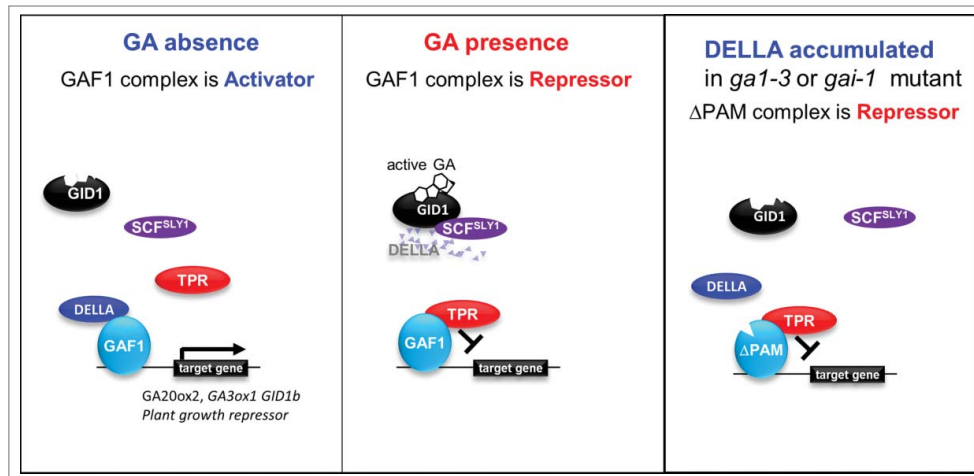 GA absence
GAF1 complex is Activator
GID1
SCFSLY1
TPR
DELLA
GAF1
target gene
GA20ox2, GA3ox1 GID1b
Plant growth repressor
GA presence
GAF1 complex is Repressor
active GA
GID1
SCFSLY1
DELLA
TPR
GAF1
target gene
DELLA accumulated
in ga1-3 or gai-1 mutant
ΔPAM complex is Repressor
GID1
SCFSLY1
DELLA
TPR
ΔPAM
target gene